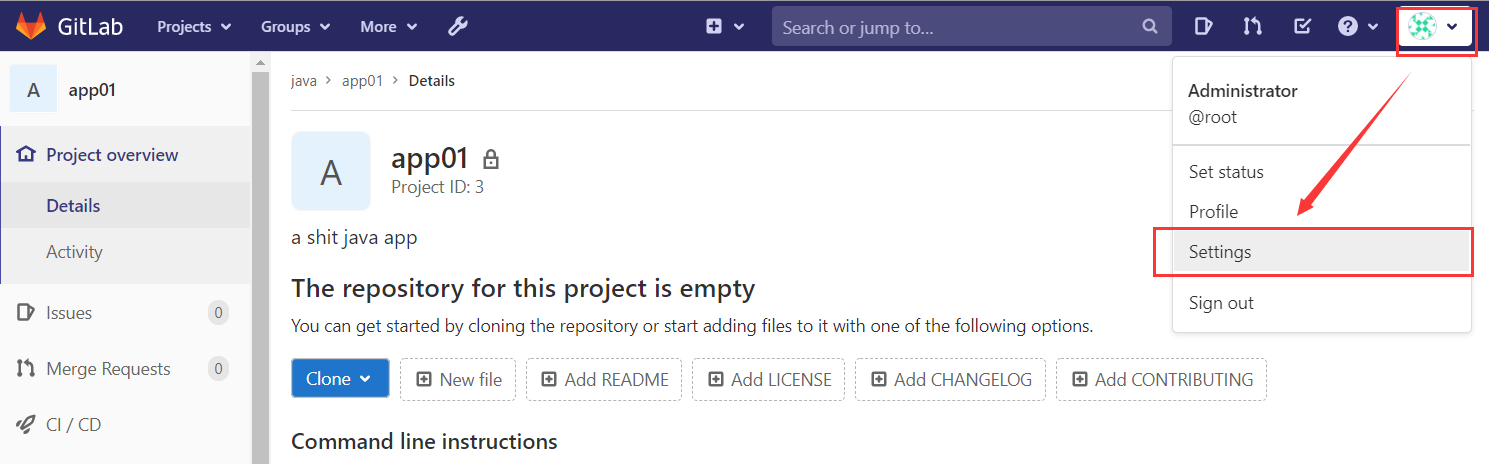 GitLab Projects Groups More Search or jump to...
A app01
Project overview
Details
Activity
Issues 0
Merge Requests 0
CI / CD
java > app01 > Details
A
app01
Project ID: 3
a shit java app
The repository for this project is empty
You can get started by cloning the repository or start adding files to it with one of the following options.
Clone New file Add README Add LICENSE Add CHANGELOG Add CONTRIBUTING
Command line instructions
Administrator
@root
Set status
Profile
Settings
Sign out